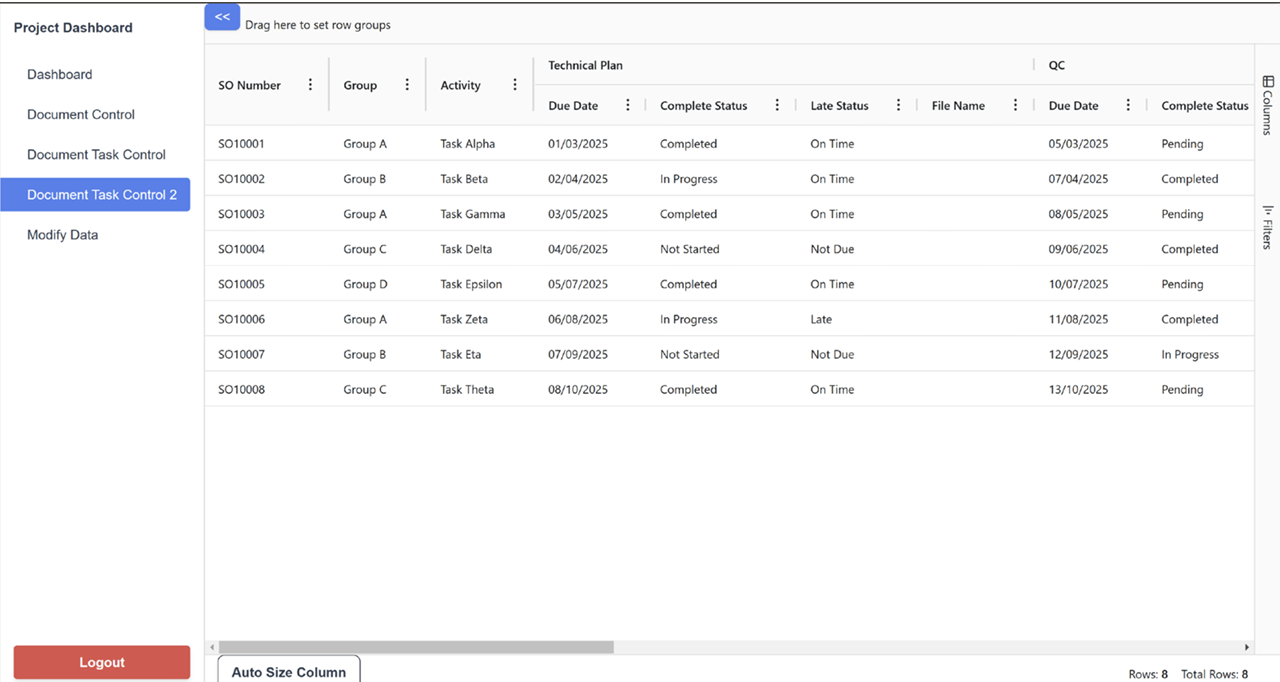 Project Dashboard
Dashboard
Document Control
Document Task Control
Document Task Control 2
Modify Data
Logout
<< Drag here to set row groups
Technical Plan QC
SO Number Group Activity Due Date Complete Status Late Status File Name Due Date Complete Status
SO10001 Group A Task Alpha 01/03/2025 Completed On Time 05/03/2025 Pending
SO10002 Group B Task Beta 02/04/2025 In Progress On Time 07/04/2025 Completed
SO10003 Group A Task Gamma 03/05/2025 Completed On Time 08/05/2025 Pending
SO10004 Group C Task Delta 04/06/2025 Not Started Not Due 09/06/2025 Completed
SO10005 Group D Task Epsilon 05/07/2025 Completed On Time 10/07/2025 Pending
SO10006 Group A Task Zeta 06/08/2025 In Progress Late 11/08/2025 Completed
SO10007 Group B Task Eta 07/09/2025 Not Started Not Due 12/09/2025 In Progress
SO10008 Group C Task Theta 08/10/2025 Completed On Time 13/10/2025 Pending
Columns
Filters
Auto Size Column
Rows: 8 Total Rows: 8